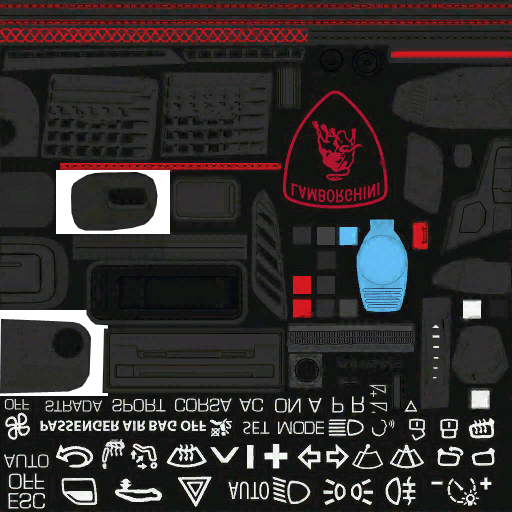 LAMBORGHINI
OFF STRADA SPORT CORSA AC ON A P R
PASSENGER AIR BAG OFF SET MODE
AUTO
OFF
ESC AUTO